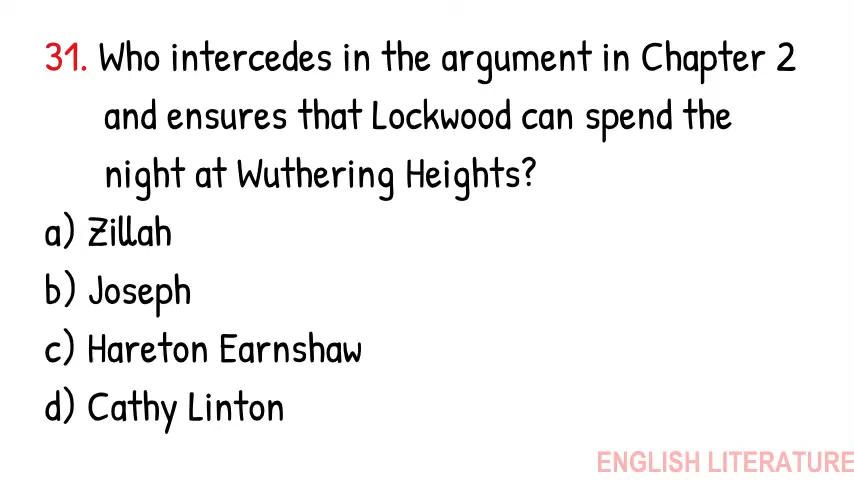 31. Who intercedes in the argument in Chapter 2
and ensures that Lockwood can spend the
night at Wuthering Heights?
a) Zillah
b) Joseph
c) Hareton Earnshaw
d) Cathy Linton
ENGLISH LITERATURE